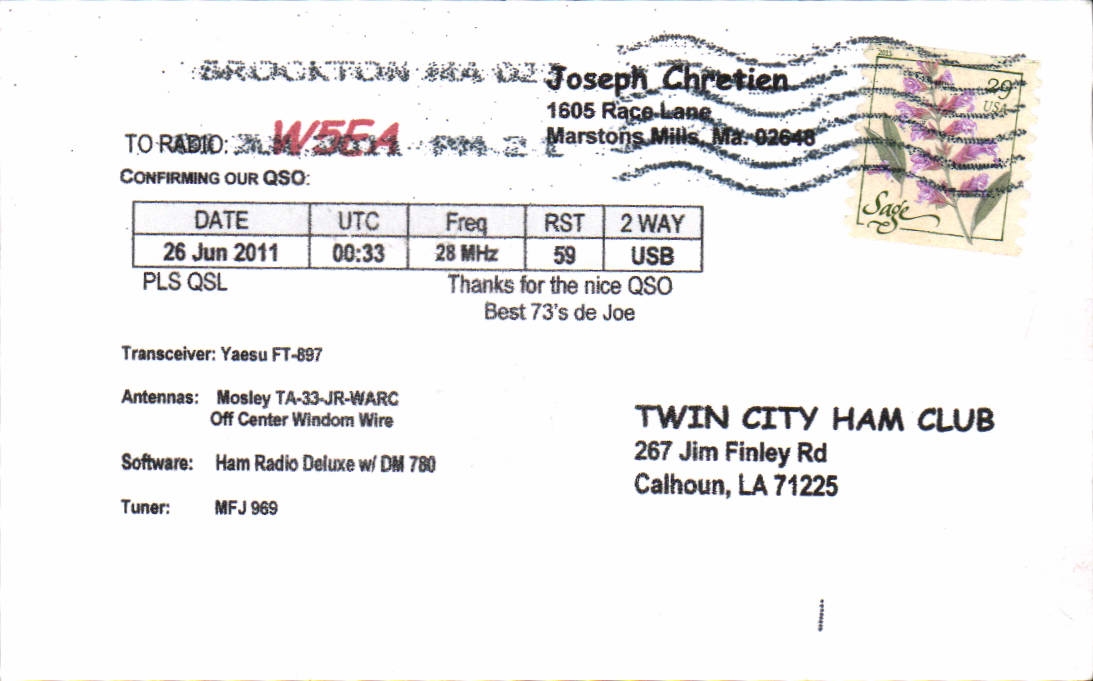 BROCKTON MA
Joseph Chretien
1605 Race Lane
Marstons Mills, Ma. 02648
2011
29
USA
Sage
TO RADIO: W5EA
2011 PM
CONFIRMING OUR QSO:
DATE UTC Freq RST 2 WAY
26 Jun 2011 00:33 28 MHz 59 USB
PLS QSL Thanks for the nice QSO
Best 73's de Joe
Transceiver: Yaesu FT-897
Antennas: Mosley TA-33-JR-WARC
Off Center Windom Wire
Software: Ham Radio Deluxe w/ DM 780
Tuner: MFJ 969
TWIN CITY HAM CLUB
267 Jim Finley Rd
Calhoun, LA 71225